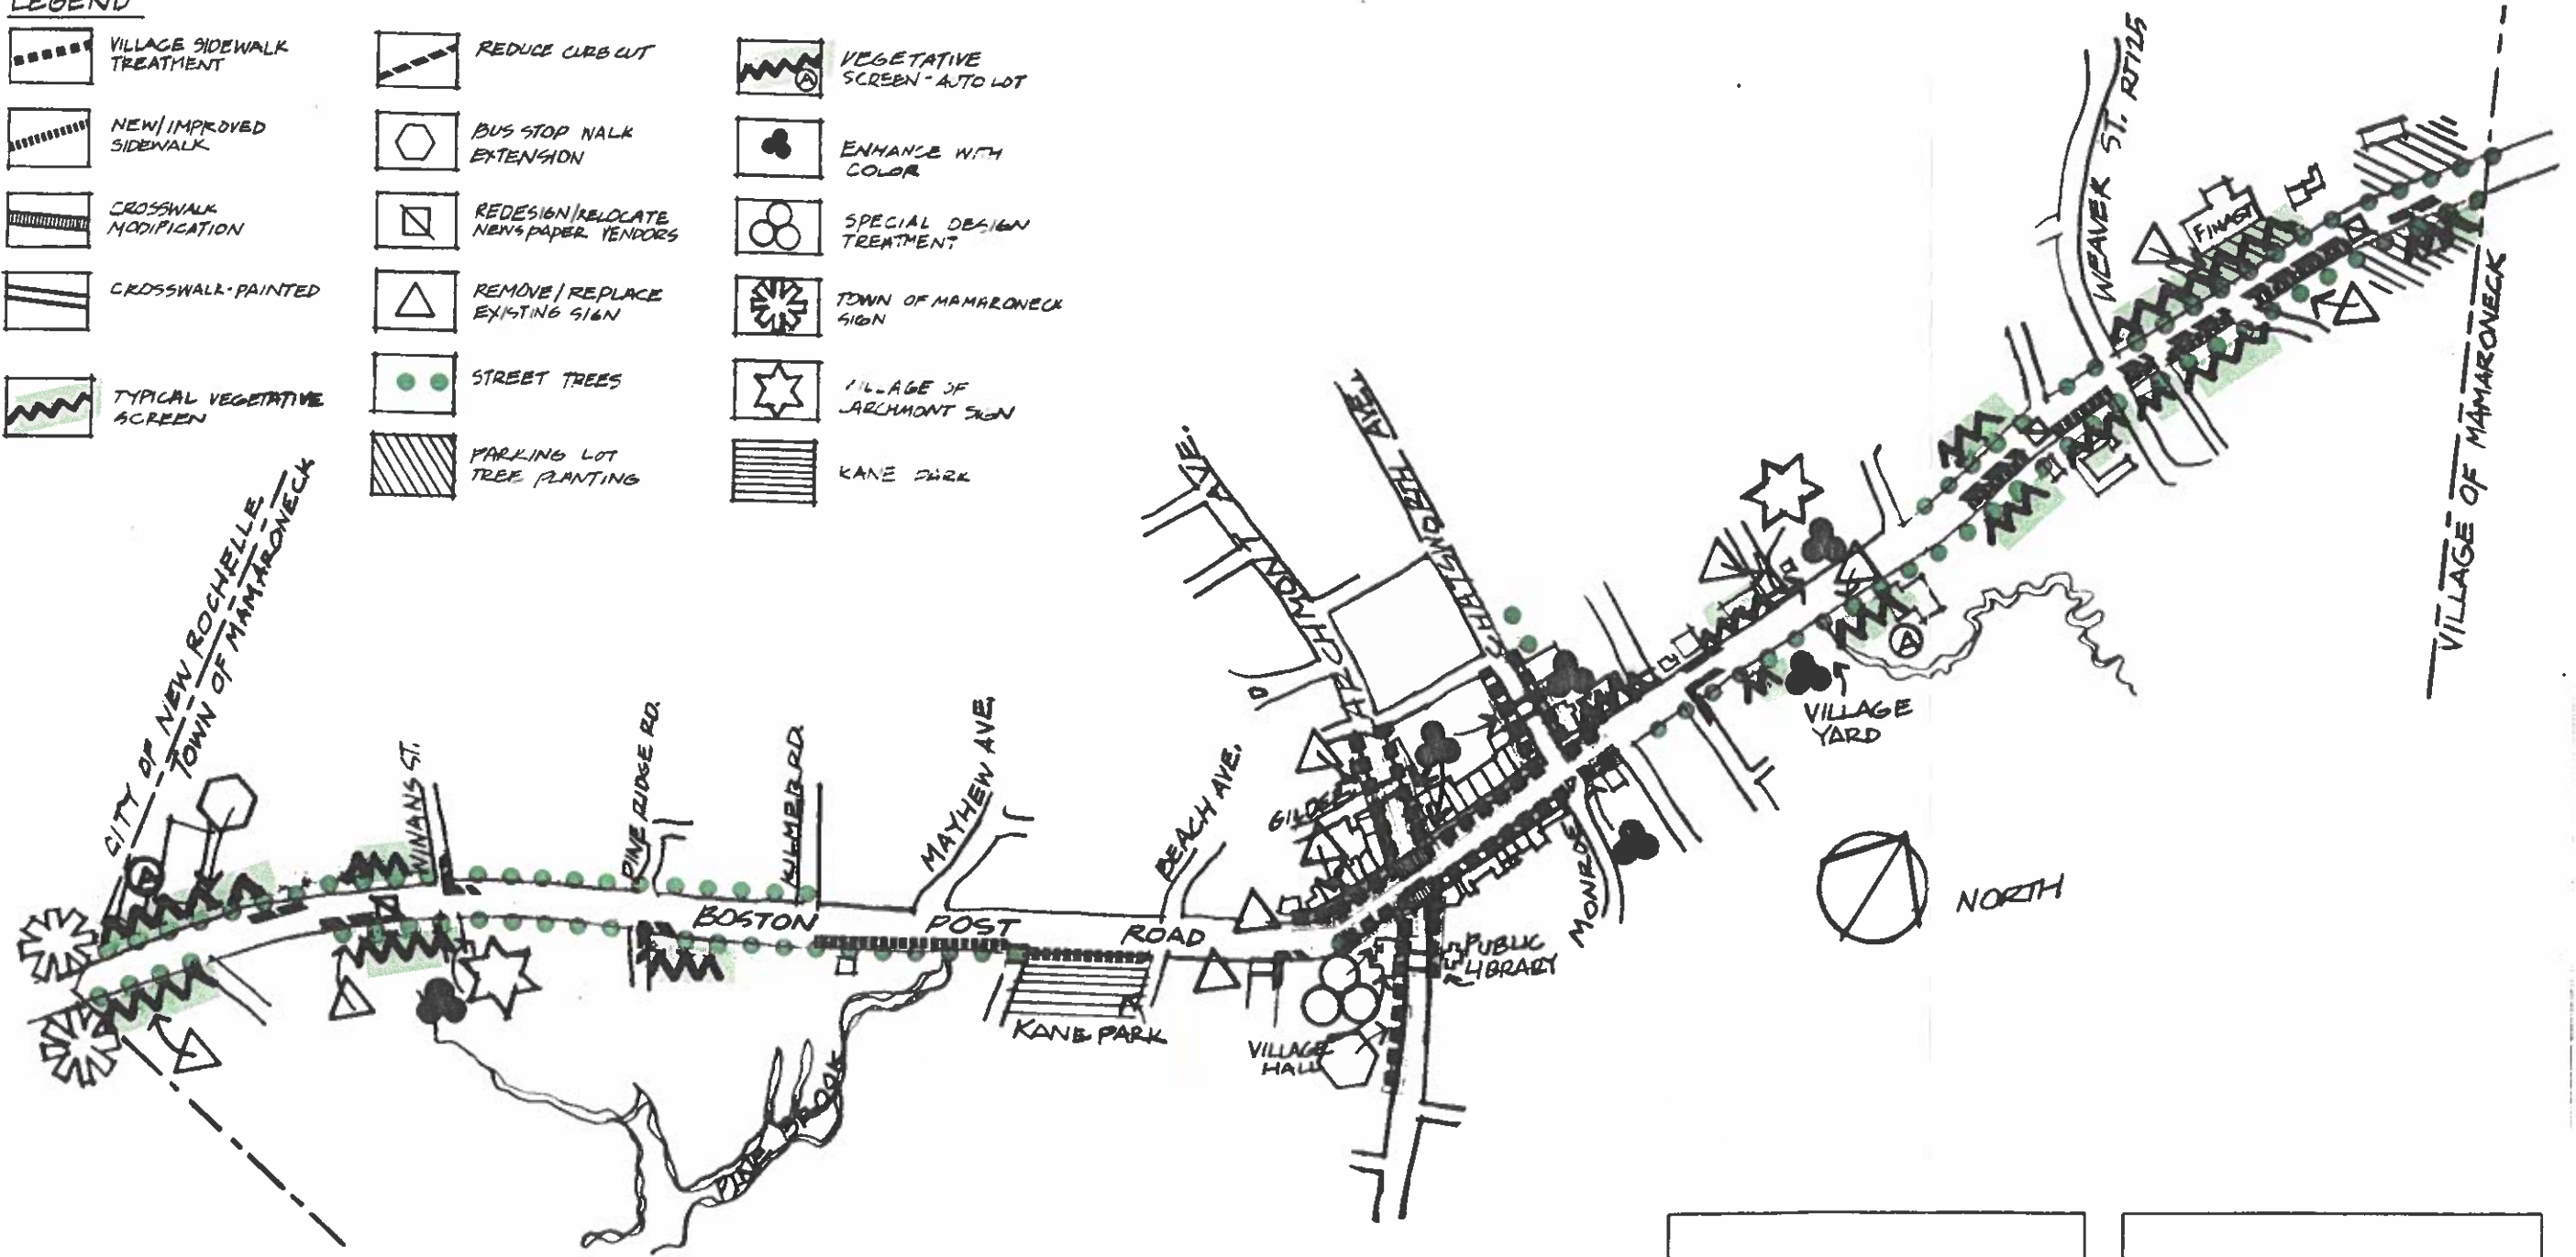 LEGEND
VILLAGE SIDEWALK
TREATMENT
NEW/IMPROVED
SIDEWALK
CROSSWALK
MODIFICATION
CROSSWALK-PAINTED
TYPICAL VEGETATIVE
SCREEN
REDUCE CURB CUT
BUS STOP WALK
EXTENSION
REDESIGN/RELOCATE
NEWSPAPER VENDORS
REMOVE/REPLACE
EXISTING SIGN
STREET TREES
PARKING LOT
TREE PLANTING
VEGETATIVE
SCREEN-AUTO LOT
A
ENHANCE WITH
COLOR
SPECIAL DESIGN
TREATMENT
TOWN OF MAMARONECK
SIGN
VILLAGE OF
LARCHMONT SIGN
KANE PARK
CITY OF NEW ROCHELLE
TOWN OF MAMARONECK
A
WINANS ST.
PINE RIDGE RD.
KILMER RD.
MAYHEW AVE.
BEACH AVE.
BOSTON POST ROAD
KANE PARK
PINE BROOK
VILLAGE
HALL
PUBLIC
LIBRARY
GILDER
LARCHMONT AVE.
CHATSWORTH AVE.
MONROE
VILLAGE
YARD
A
WEAVER ST. RT125
FINAST
VILLAGE OF MAMARONECK
NORTH